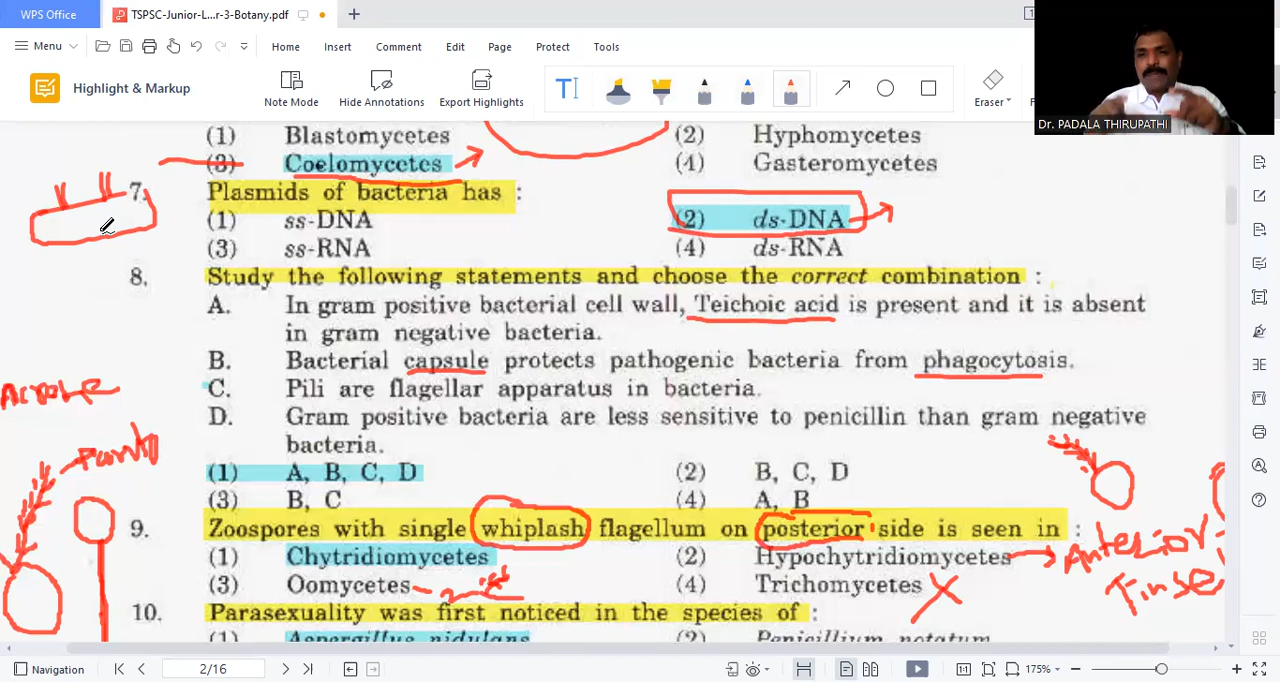 WPS Office
TSPSC-Junior-L...r-3-Botany.pdf
Menu
Home
Insert
Comment
Edit
Page
Protect
Tools
Highlight & Markup
Note Mode
Hide Annotations
Export Highlights
Eraser
Dr. PADALA THIRUPATHI
(1) Blastomycetes (2) Hyphomycetes
(3) Coelomycetes (4) Gasteromycetes
7. Plasmids of bacteria has :
(1) ss-DNA (2) ds-DNA
(3) ss-RNA (4) ds-RNA
8. Study the following statements and choose the correct combination :
A. In gram positive bacterial cell wall, Teichoic acid is present and it is absent
in gram negative bacteria.
B. Bacterial capsule protects pathogenic bacteria from phagocytosis.
C. Pili are flagellar apparatus in bacteria.
D. Gram positive bacteria are less sensitive to penicillin than gram negative
bacteria.
(1) A, B, C, D (2) B, C, D
(3) B, C (4) A, B
9. Zoospores with single whiplash flagellum on posterior side is seen in :
(1) Chytridiomycetes (2) Hypochytridiomycetes
Anterior
(3) Oomycetes (4) Trichomycetes
10. Parasexuality was first noticed in the species of :
(1) Aspergillus nidulans (2) Penicillium notatum
Navigation
2/16
175%